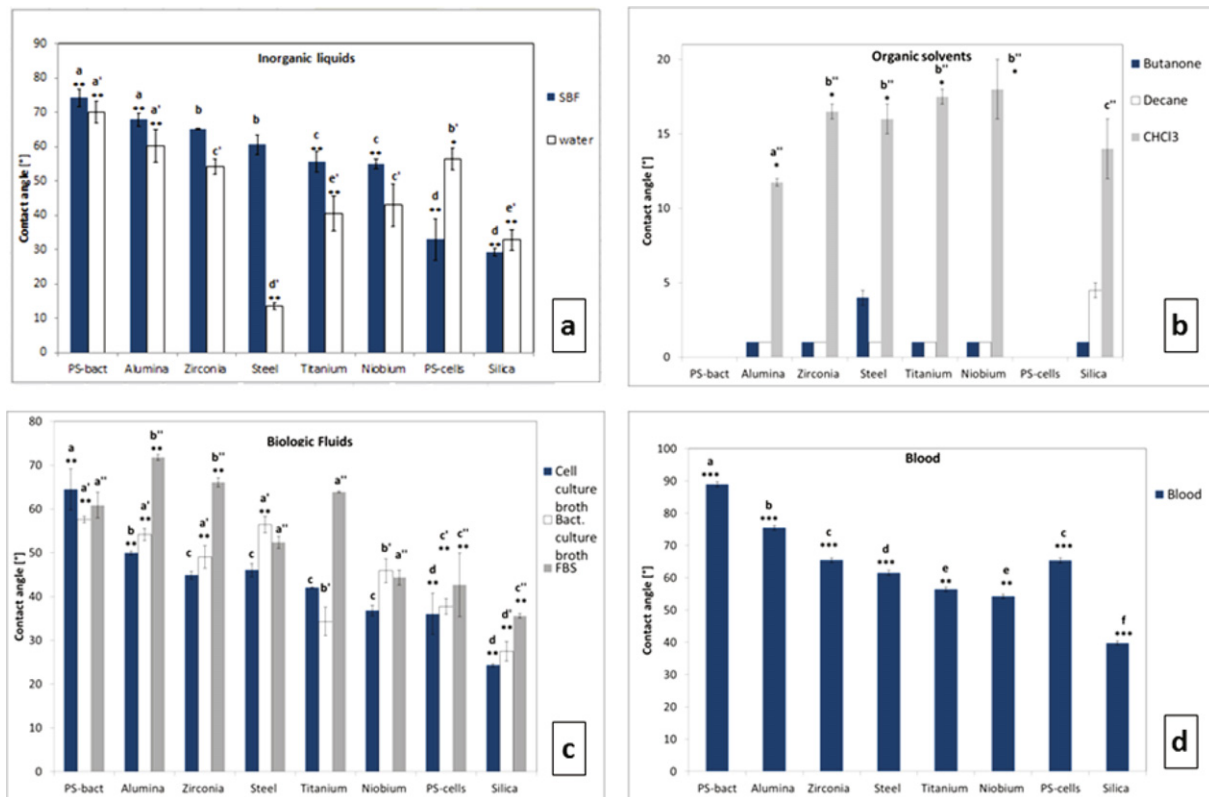 Inorganic liquids
Contact angle [°]
90
80
70
60
50
40
30
20
10
0
a
**
a'
**
a
**
a'
**
b
c'
b
d'
**
c
**
e'
**
c
**
c'
d
**
b'
*
d
**
e'
**
PS-bact Alumina Zirconia Steel Titanium Niobium PS-cells Silica
SBF
water
a
Organic solvents
Contact angle [°]
20
15
10
5
0
a''
*
b''
*
b''
*
b''
*
b''
*
c''
PS-bact Alumina Zirconia Steel Titanium Niobium PS-cells Silica
Butanone
Decane
CHCl3
b
Biologic Fluids
Contact angle [°]
80
70
60
50
40
30
20
10
0
a
**
a'
**
a''
b
**
a'
**
b''
**
c
a'
**
b''
**
c
a'
**
a''
c
b'
a''
c
b'
a''
d
**
c'
**
c''
**
d
**
d'
**
c''
**
PS-bact Alumina Zirconia Steel Titanium Niobium PS-cells Silica
Cell
culture broth
Bact.
culture broth
FBS
c
Blood
Contact angle [°]
100
90
80
70
60
50
40
30
20
10
0
a
***
b
***
c
***
d
***
e
**
e
**
c
***
f
***
PS-bact Alumina Zirconia Steel Titanium Niobium PS-cells Silica
Blood
d